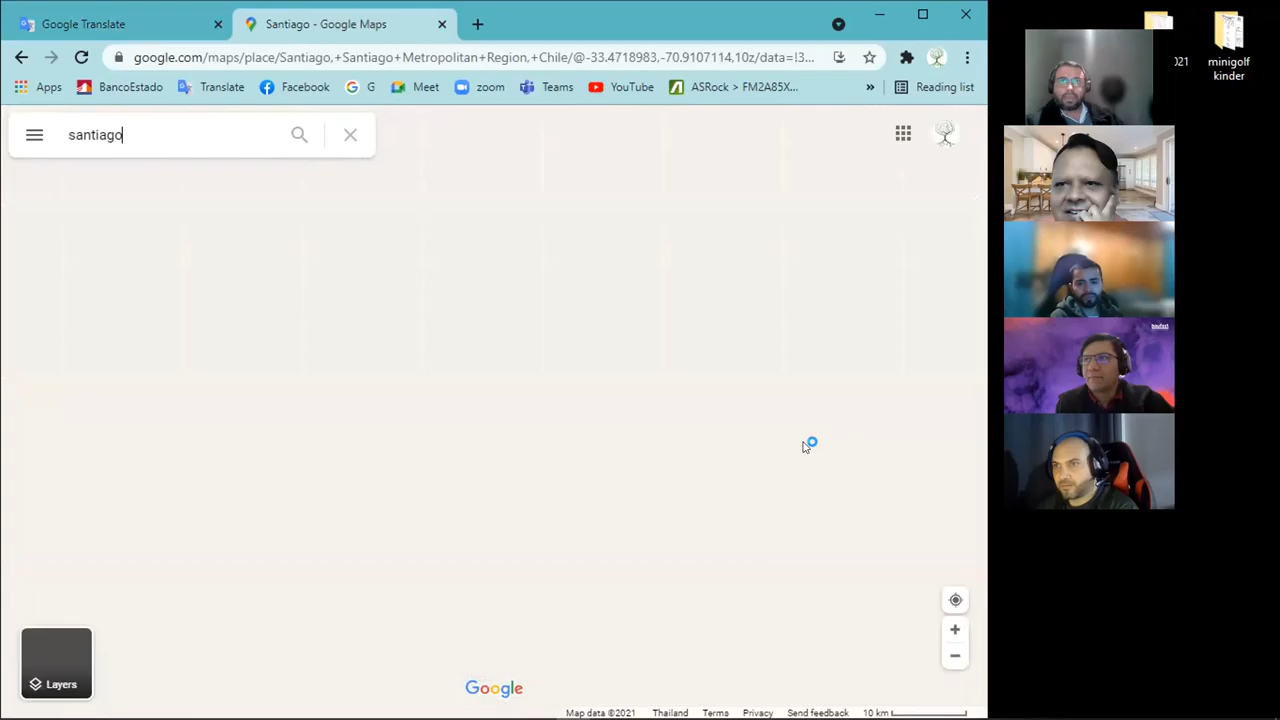 Google Translate
Santiago - Google Maps
google.com/maps/place/Santiago,+Santiago+Metropolitan+Region,+Chile/@-33.4718983,-70.9107114,10z/data=!3...
Apps
BancoEstado
Translate
Facebook
G
Meet
zoom
Teams
YouTube
ASRock > FM2A85X...
»
Reading list
santiago
Layers
Google
Map data ©2021
Thailand
Terms
Privacy
Send feedback
10 km
021
minigolf
kinder